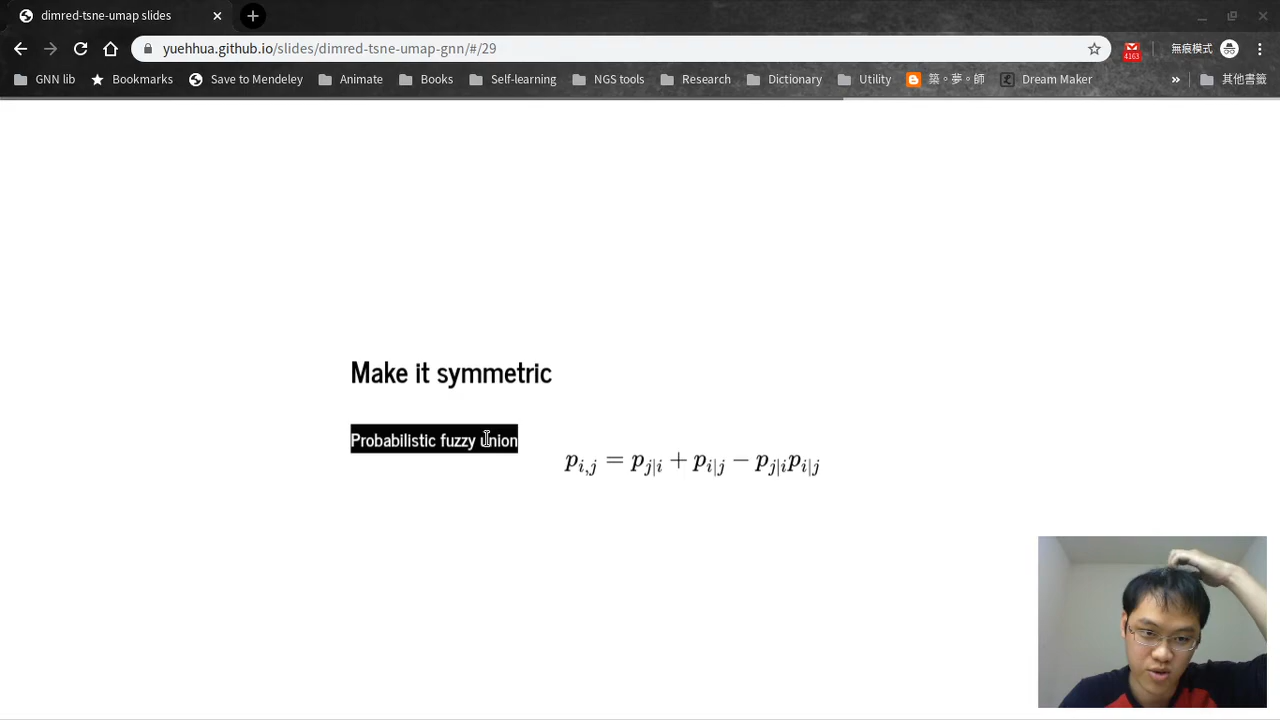 dimred-tsne-umap slides
yuehhua.github.io/slides/dimred-tsne-umap-gnn/#/29
4163
無痕模式
GNN lib Bookmarks Save to Mendeley Animate Books Self-learning NGS tools Research Dictionary Utility 築。夢。師 Dream Maker » 其他書籤
Make it symmetric
Probabilistic fuzzy union
p_{i,j} = p_{j|i} + p_{i|j} − p_{j|i}p_{i|j}